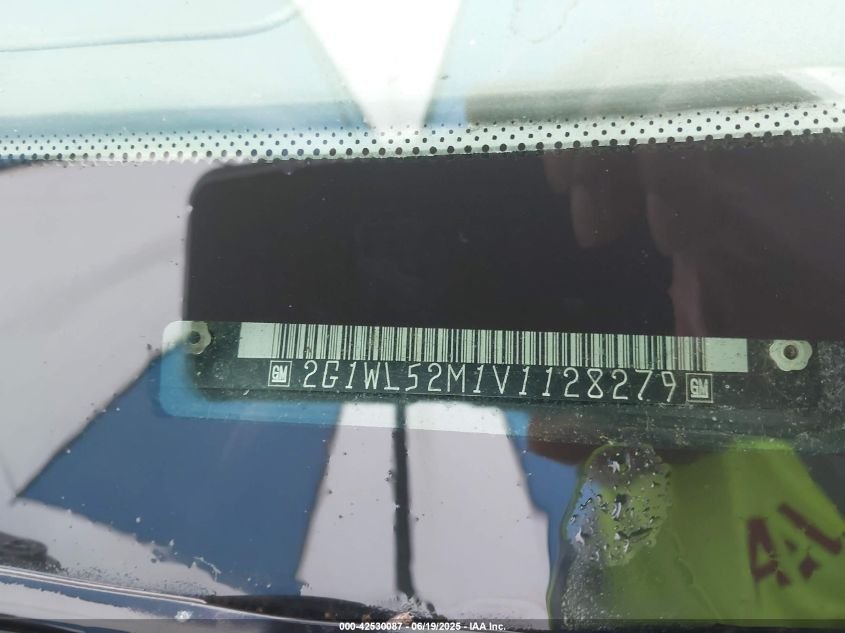 GM 2G1WL52M1V1128279 GM
000-42530087 - 06/19/2025 - IAA Inc.